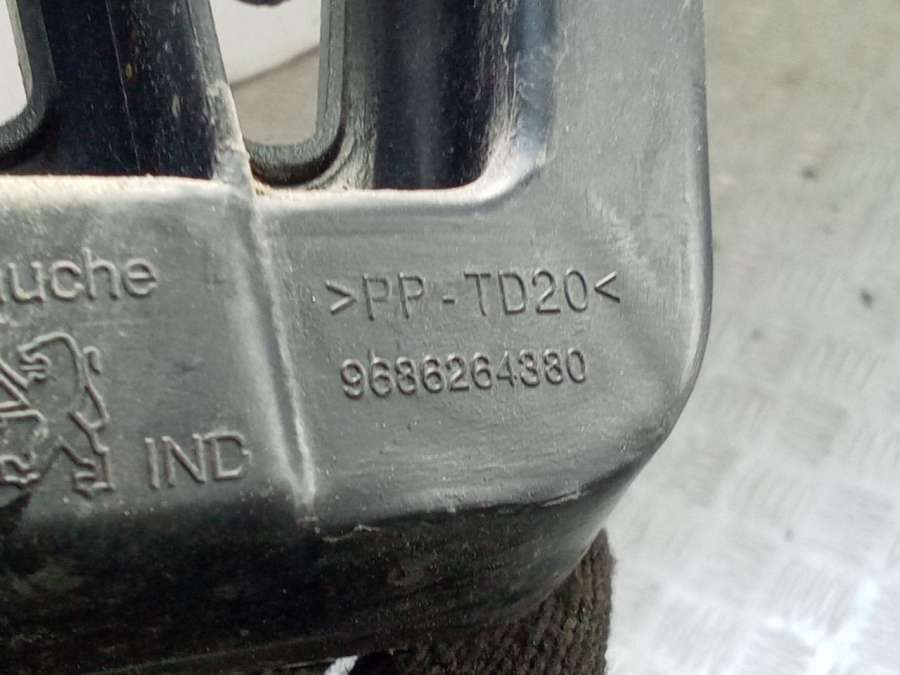 uche
>PP-TD20<
9686264380
IND